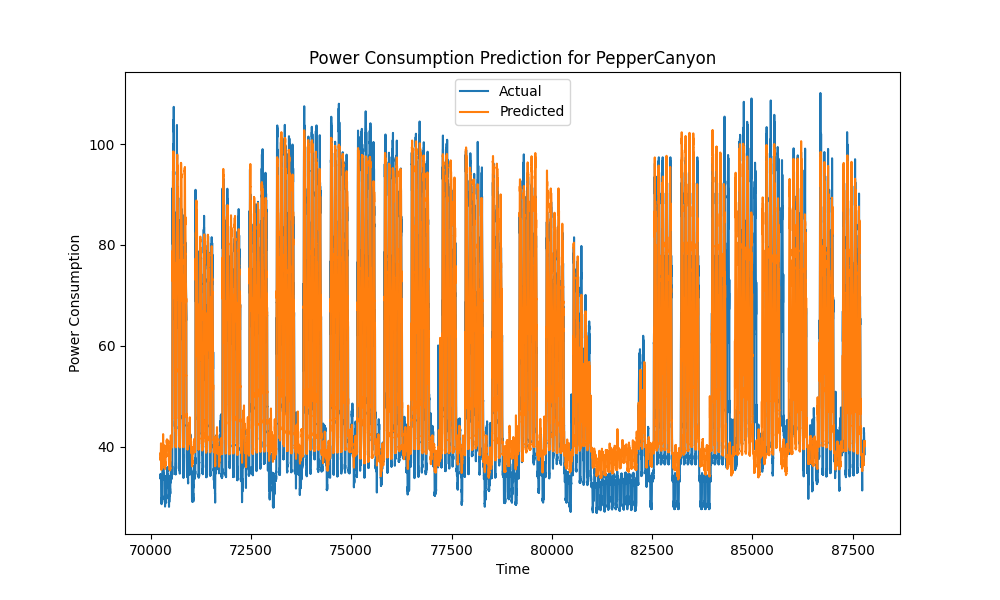 Power Consumption Prediction for PepperCanyon
Actual
Predicted
Power Consumption
100
80
60
40
70000 72500 75000 77500 80000 82500 85000 87500
Time